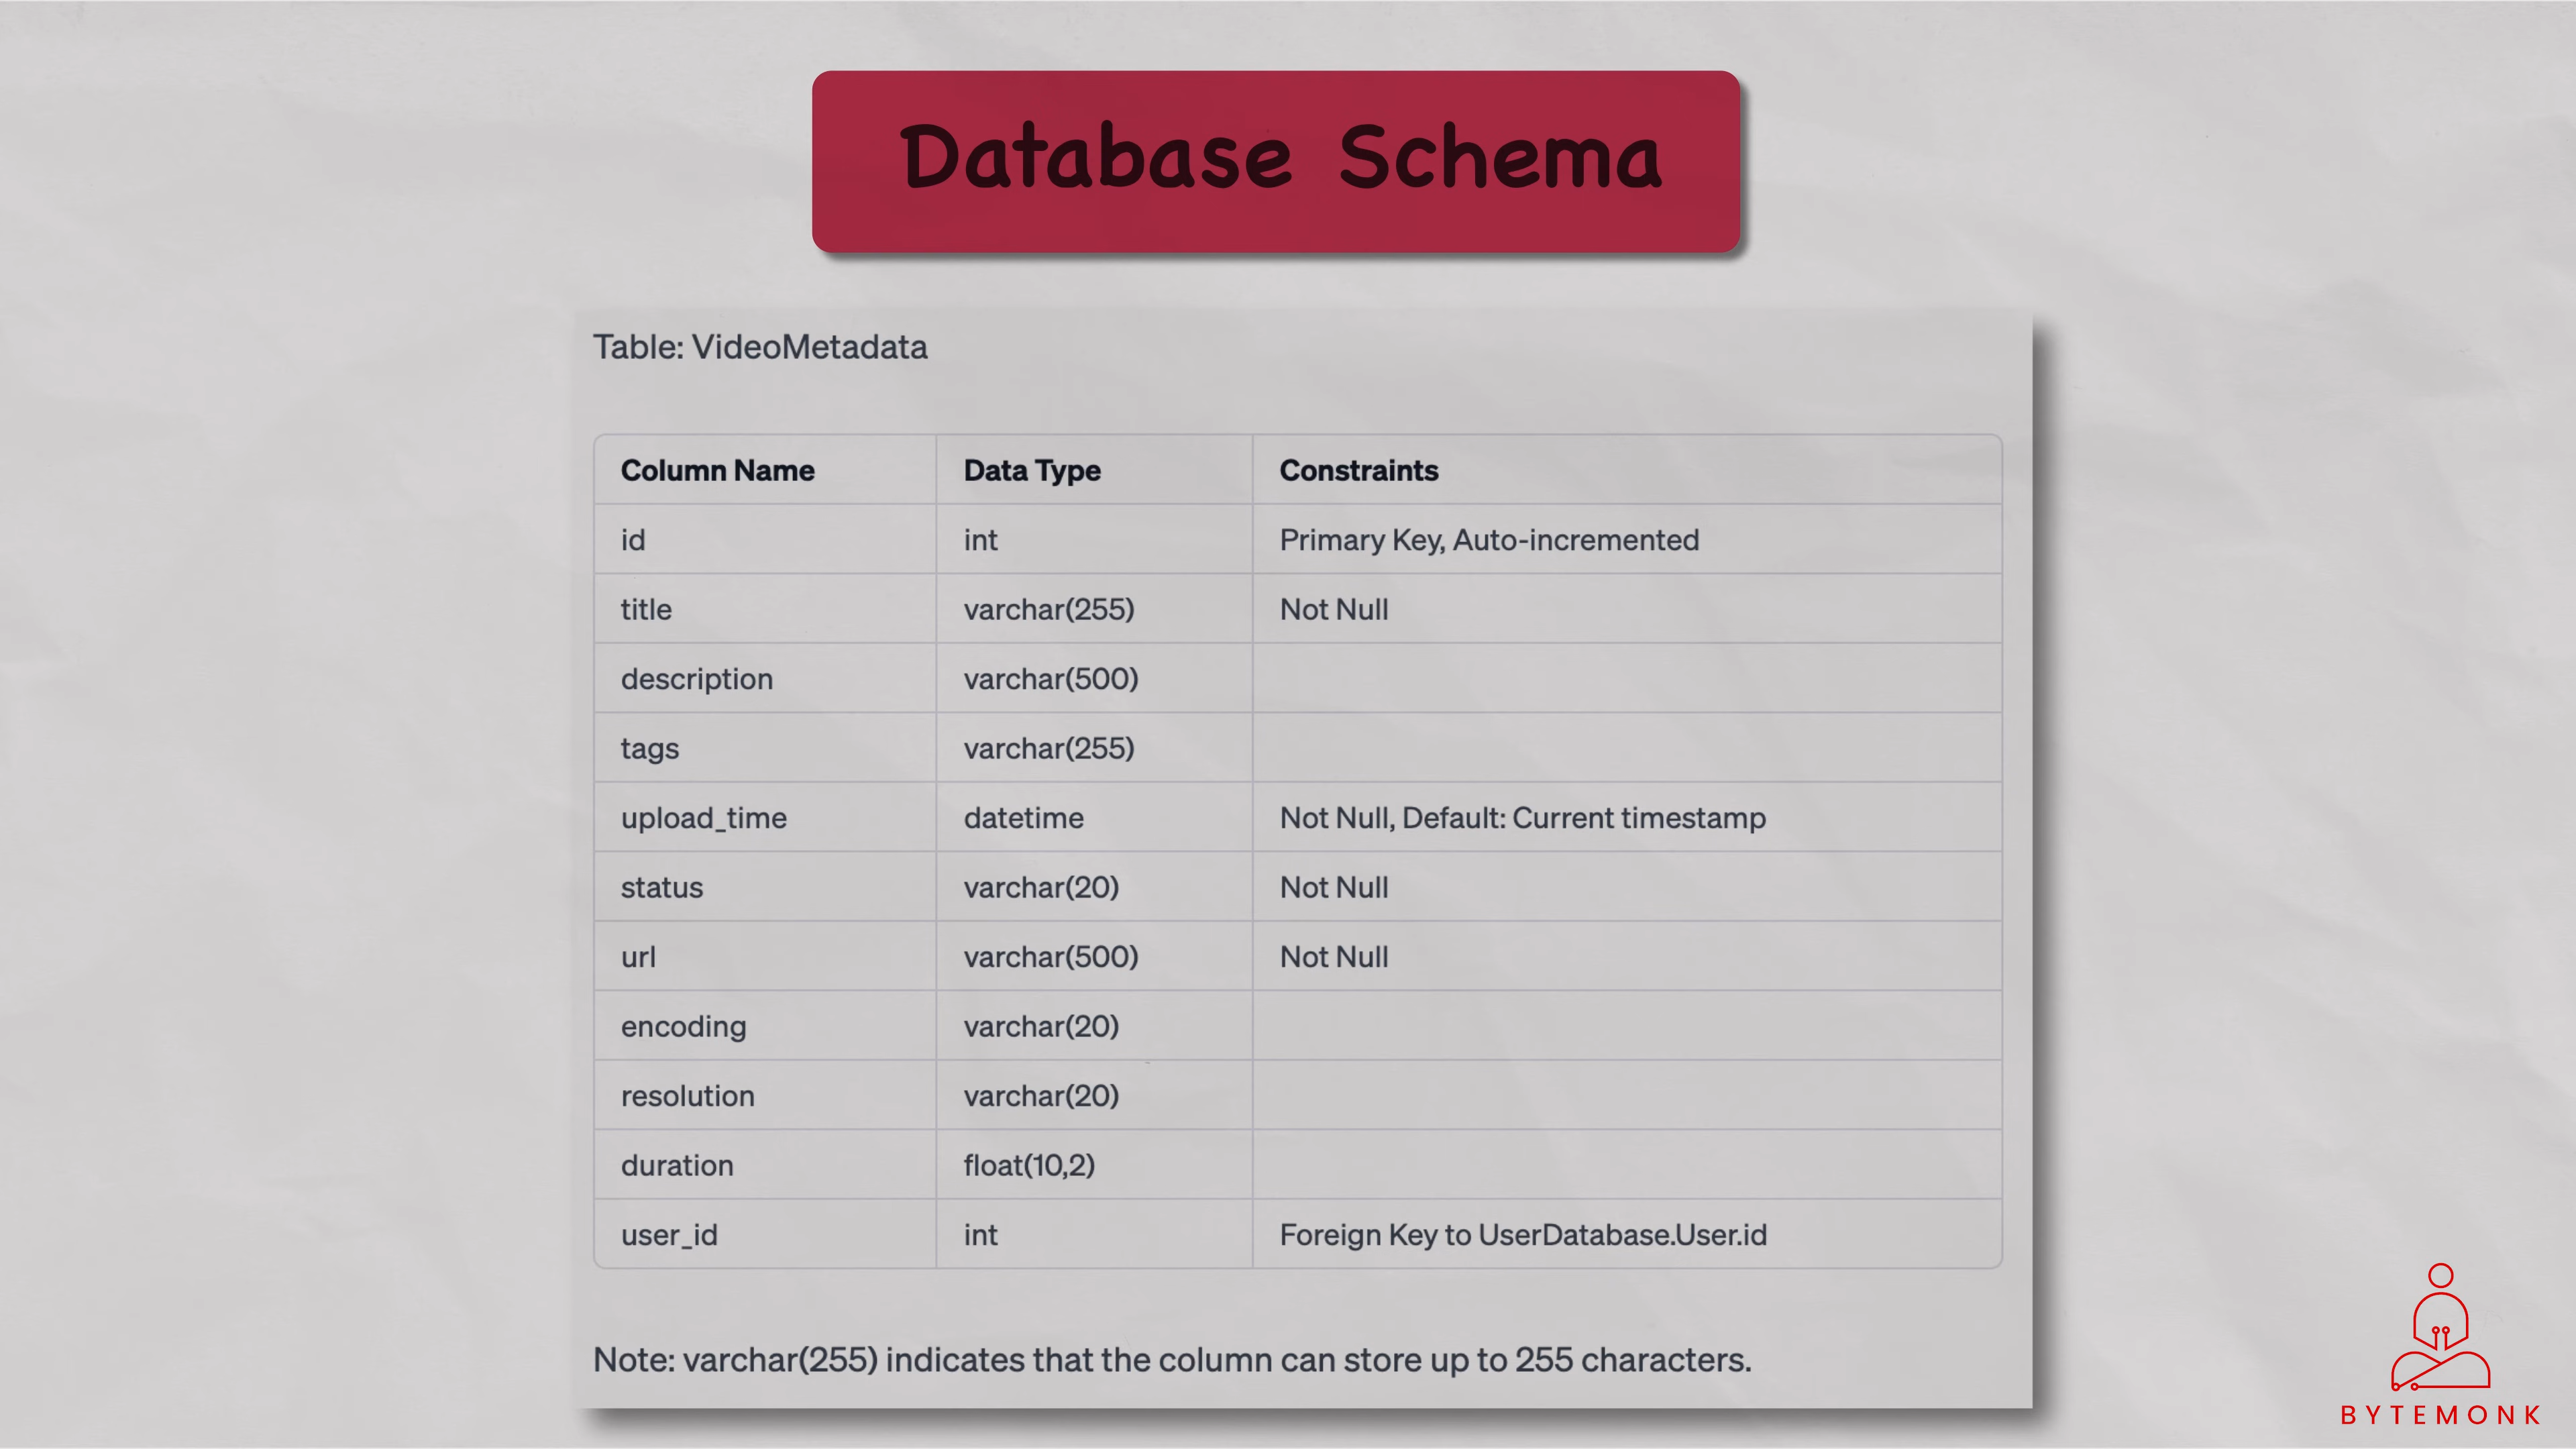 Database Schema
Table: VideoMetadata
Column Name Data Type Constraints
id int Primary Key, Auto-incremented
title varchar(255) Not Null
description varchar(500)
tags varchar(255)
upload_time datetime Not Null, Default: Current timestamp
status varchar(20) Not Null
url varchar(500) Not Null
encoding varchar(20)
resolution varchar(20)
duration float(10,2)
user_id int Foreign Key to UserDatabase.User.id
Note: varchar(255) indicates that the column can store up to 255 characters.
BYTEMONK